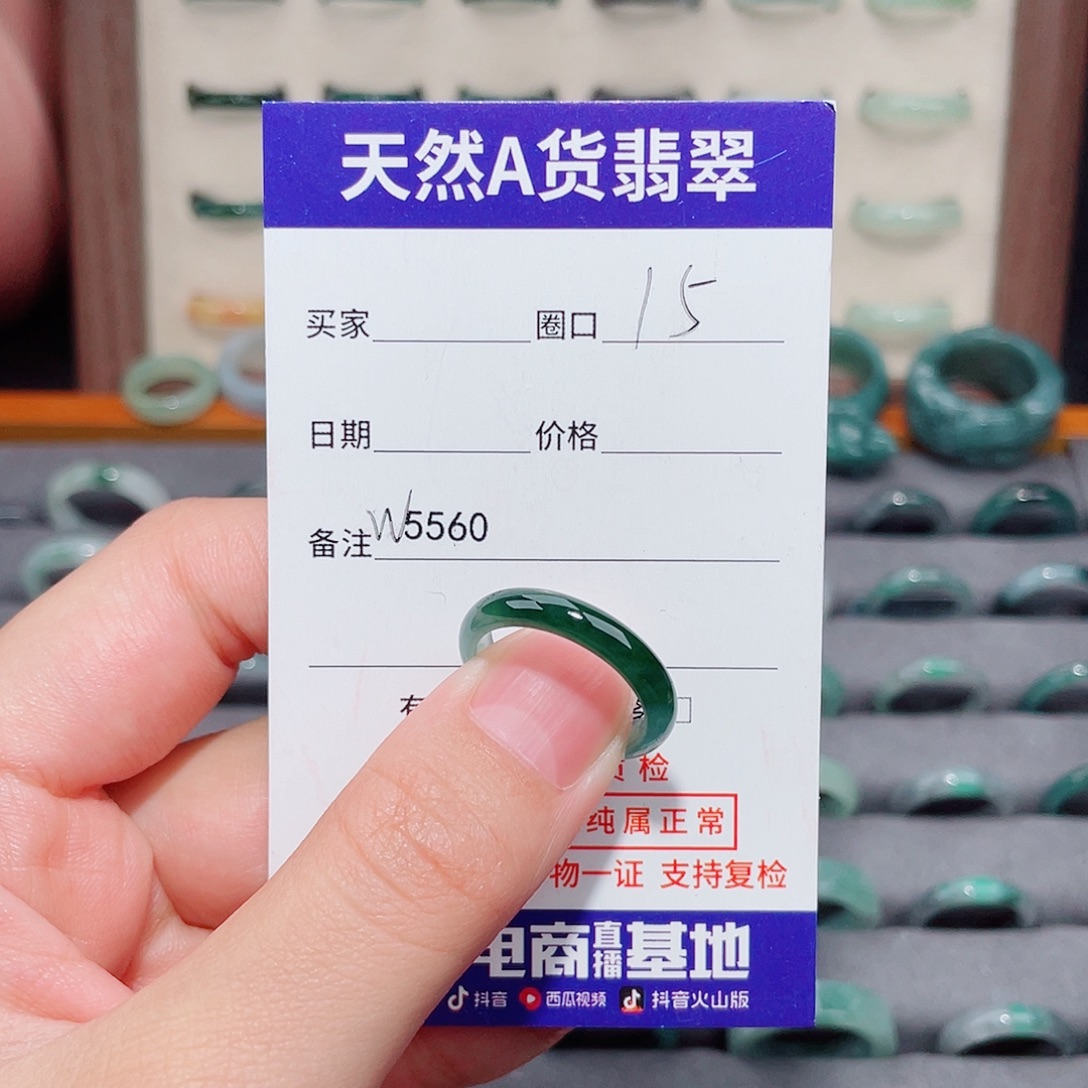 天然A货翡翠
买家 圈口 15
日期 价格
备注 W5560
有
检
纯属正常
物一证 支持复检
电商直播基地
抖音 西瓜视频 抖音火山版